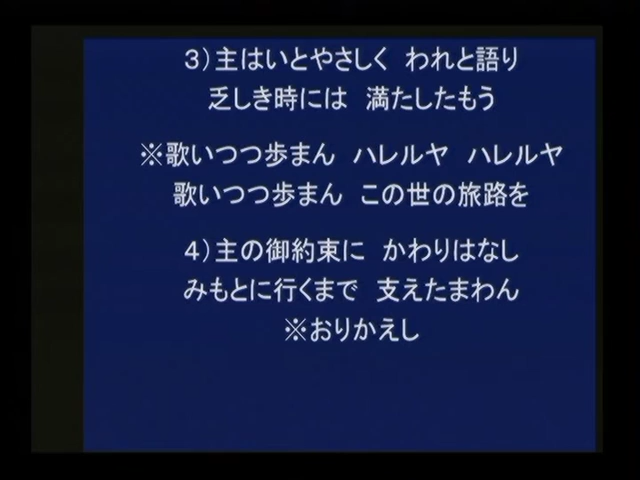 3）主はいとやさしく　われと語り
乏しき時には　満たしたもう
※歌いつつ歩まん　ハレルヤ　ハレルヤ
歌いつつ歩まん　この世の旅路を
4）主の御約束に　かわりはなし
みもとに行くまで　支えたまわん
※おりかえし